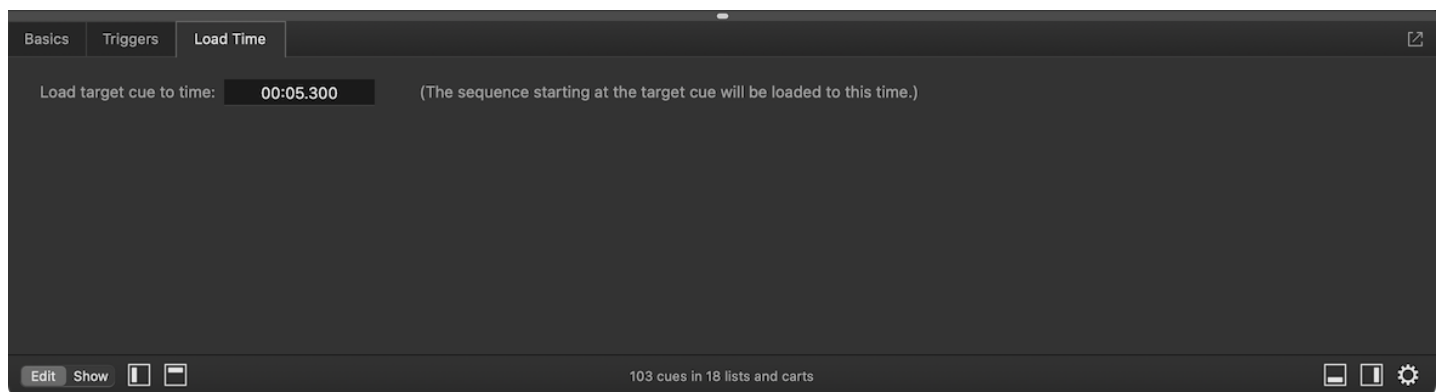 Basics Triggers Load Time
Load target cue to time: 00:05.300 (The sequence starting at the target cue will be loaded to this time.)
Edit Show 103 cues in 18 lists and carts